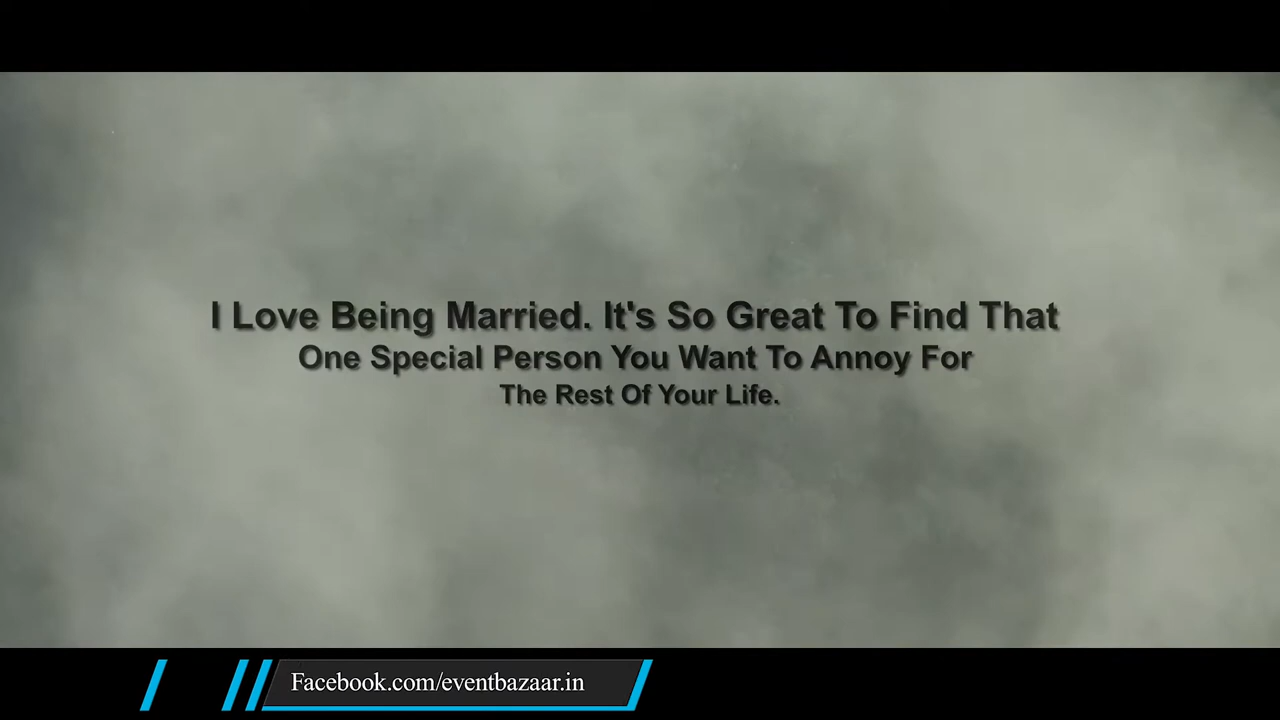 I Love Being Married. It's So Great To Find That
One Special Person You Want To Annoy For
The Rest Of Your Life.
Facebook.com/eventbazaar.in